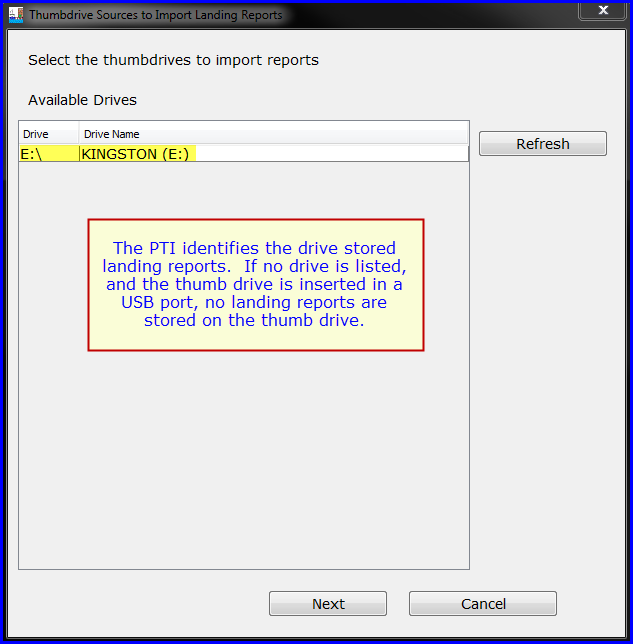 Thumbdrive Sources to Import Landing Reports
x
Select the thumbdrives to import reports
Available Drives
Drive Drive Name
E:\ KINGSTON (E:)
Refresh
The PTI identifies the drive stored
landing reports.  If no drive is listed,
and the thumb drive is inserted in a
USB port, no landing reports are
stored on the thumb drive.
Next Cancel